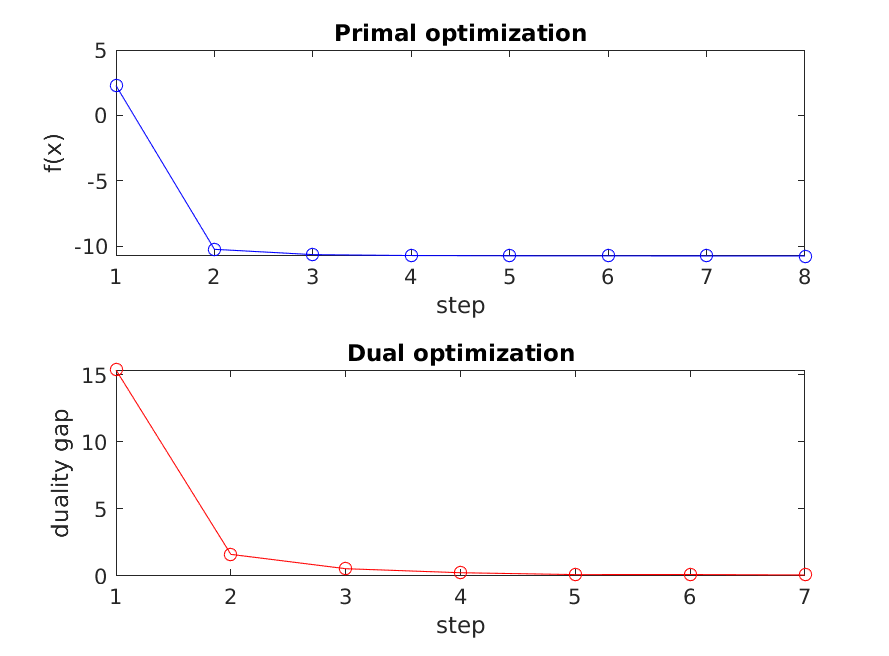 Primal optimization
5
0
-5
-10
f(x)
1 2 3 4 5 6 7 8
step
Dual optimization
15
10
5
0
duality gap
1 2 3 4 5 6 7
step